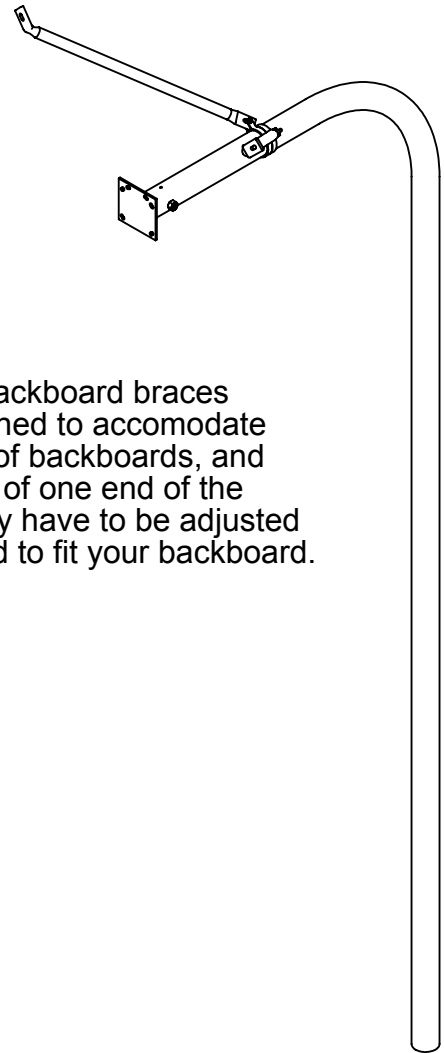 ackboard braces
ned to accomodate
of backboards, and
of one end of the
y have to be adjusted
d to fit your backboard.